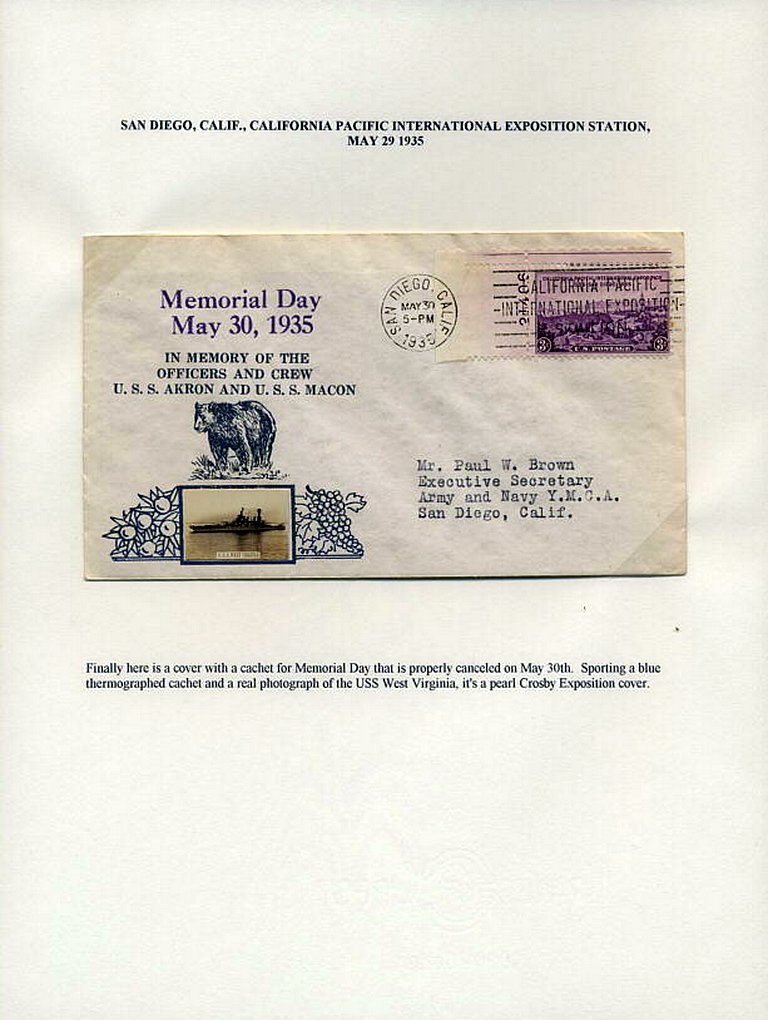 SAN DIEGO, CALIF., CALIFORNIA PACIFIC INTERNATIONAL EXPOSITION STATION,
MAY 29 1935
Memorial Day
May 30, 1935
IN MEMORY OF THE
OFFICERS AND CREW
U. S. S. AKRON AND U. S. S. MACON
SAN DIEGO, CALIF.
MAY 30
5-PM
1935
CALIFORNIA PACIFIC
INTERNATIONAL EXPOSITION
3¢
U.S. POSTAGE
3¢
Mr. Paul W. Brown
Executive Secretary
Army and Navy Y.M.C.A.
San Diego, Calif.
Finally here is a cover with a cachet for Memorial Day that is properly canceled on May 30th. Sporting a blue
thermographed cachet and a real photograph of the USS West Virginia, it's a pearl Crosby Exposition cover.